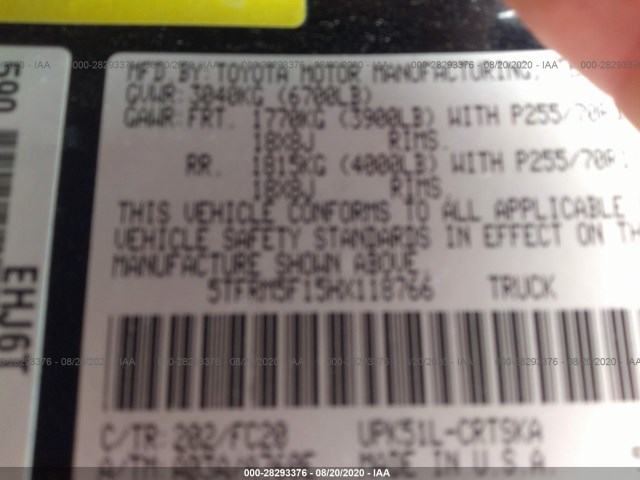 000-28293376 - 08/20/2020 - IAA
MFD BY: TOYOTA MOTOR MANUFACTURING,
GVWR: 3040KG (6700LB)
GAWR: FRT. 1770KG (3900LB) WITH P255/70R
18X8J RIMS.
RR. 1815KG (4000LB) WITH P255/70R
18X8J RIMS.
THIS VEHICLE CONFORMS TO ALL APPLICABLE
VEHICLE SAFETY STANDARDS IN EFFECT ON
MANUFACTURE SHOWN ABOVE.
5TFRM5F15HX118766 TRUCK
C/TR: 202/FC20 UPK51L-CRTSKA
MADE IN U S A
EHJ6T
000-28293376 - 08/20/2020 - IAA